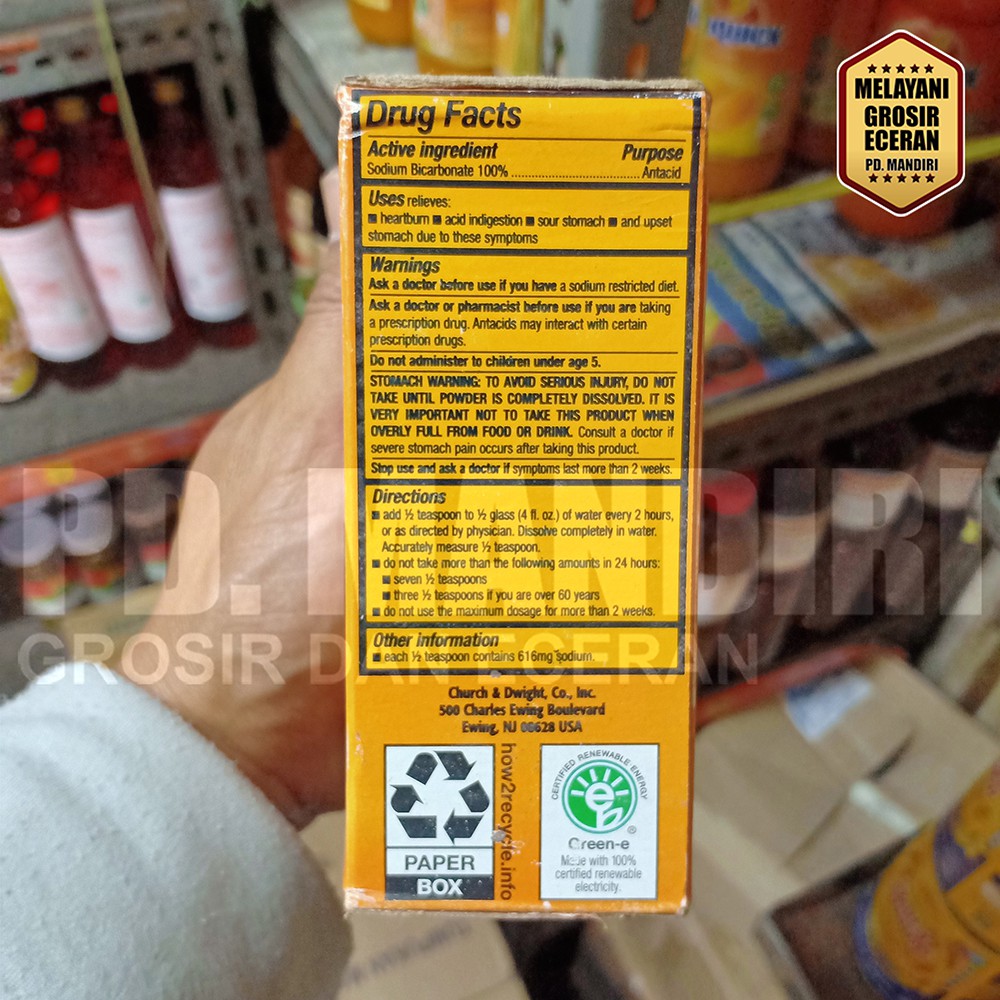 MELAYANI
GROSIR
ECERAN
PD. MANDIRI
Drug Facts
Active ingredient Purpose
Sodium Bicarbonate 100% Antacid
Uses relieves:
■ heartburn ■ acid indigestion ■ sour stomach ■ and upset
stomach due to these symptoms
Warnings
Ask a doctor before use if you have a sodium restricted diet.
Ask a doctor or pharmacist before use if you are taking
a prescription drug. Antacids may interact with certain
prescription drugs.
Do not administer to children under age 5.
STOMACH WARNING: TO AVOID SERIOUS INJURY, DO NOT
TAKE UNTIL POWDER IS COMPLETELY DISSOLVED. IT IS
VERY IMPORTANT NOT TO TAKE THIS PRODUCT WHEN
OVERLY FULL FROM FOOD OR DRINK. Consult a doctor if
severe stomach pain occurs after taking this product.
Stop use and ask a doctor if symptoms last more than 2 weeks.
PD. MANDIRI
GROSIR DAN ECERAN
Directions
■ add ½ teaspoon to ½ glass (4 fl. oz.) of water every 2 hours,
or as directed by physician. Dissolve completely in water.
Accurately measure ½ teaspoon.
■ do not take more than the following amounts in 24 hours:
■ seven ½ teaspoons
■ three ½ teaspoons if you are over 60 years
■ do not use the maximum dosage for more than 2 weeks.
Other information
■ each ½ teaspoon contains 616mg sodium.
Church & Dwight, Co., Inc.
500 Charles Ewing Boulevard
Ewing, NJ 08628 USA
PAPER
BOX
how2recycle.info
CERTIFIED RENEWABLE ENERGY
e
®
Green-e
Made with 100%
certified renewable
electricity.